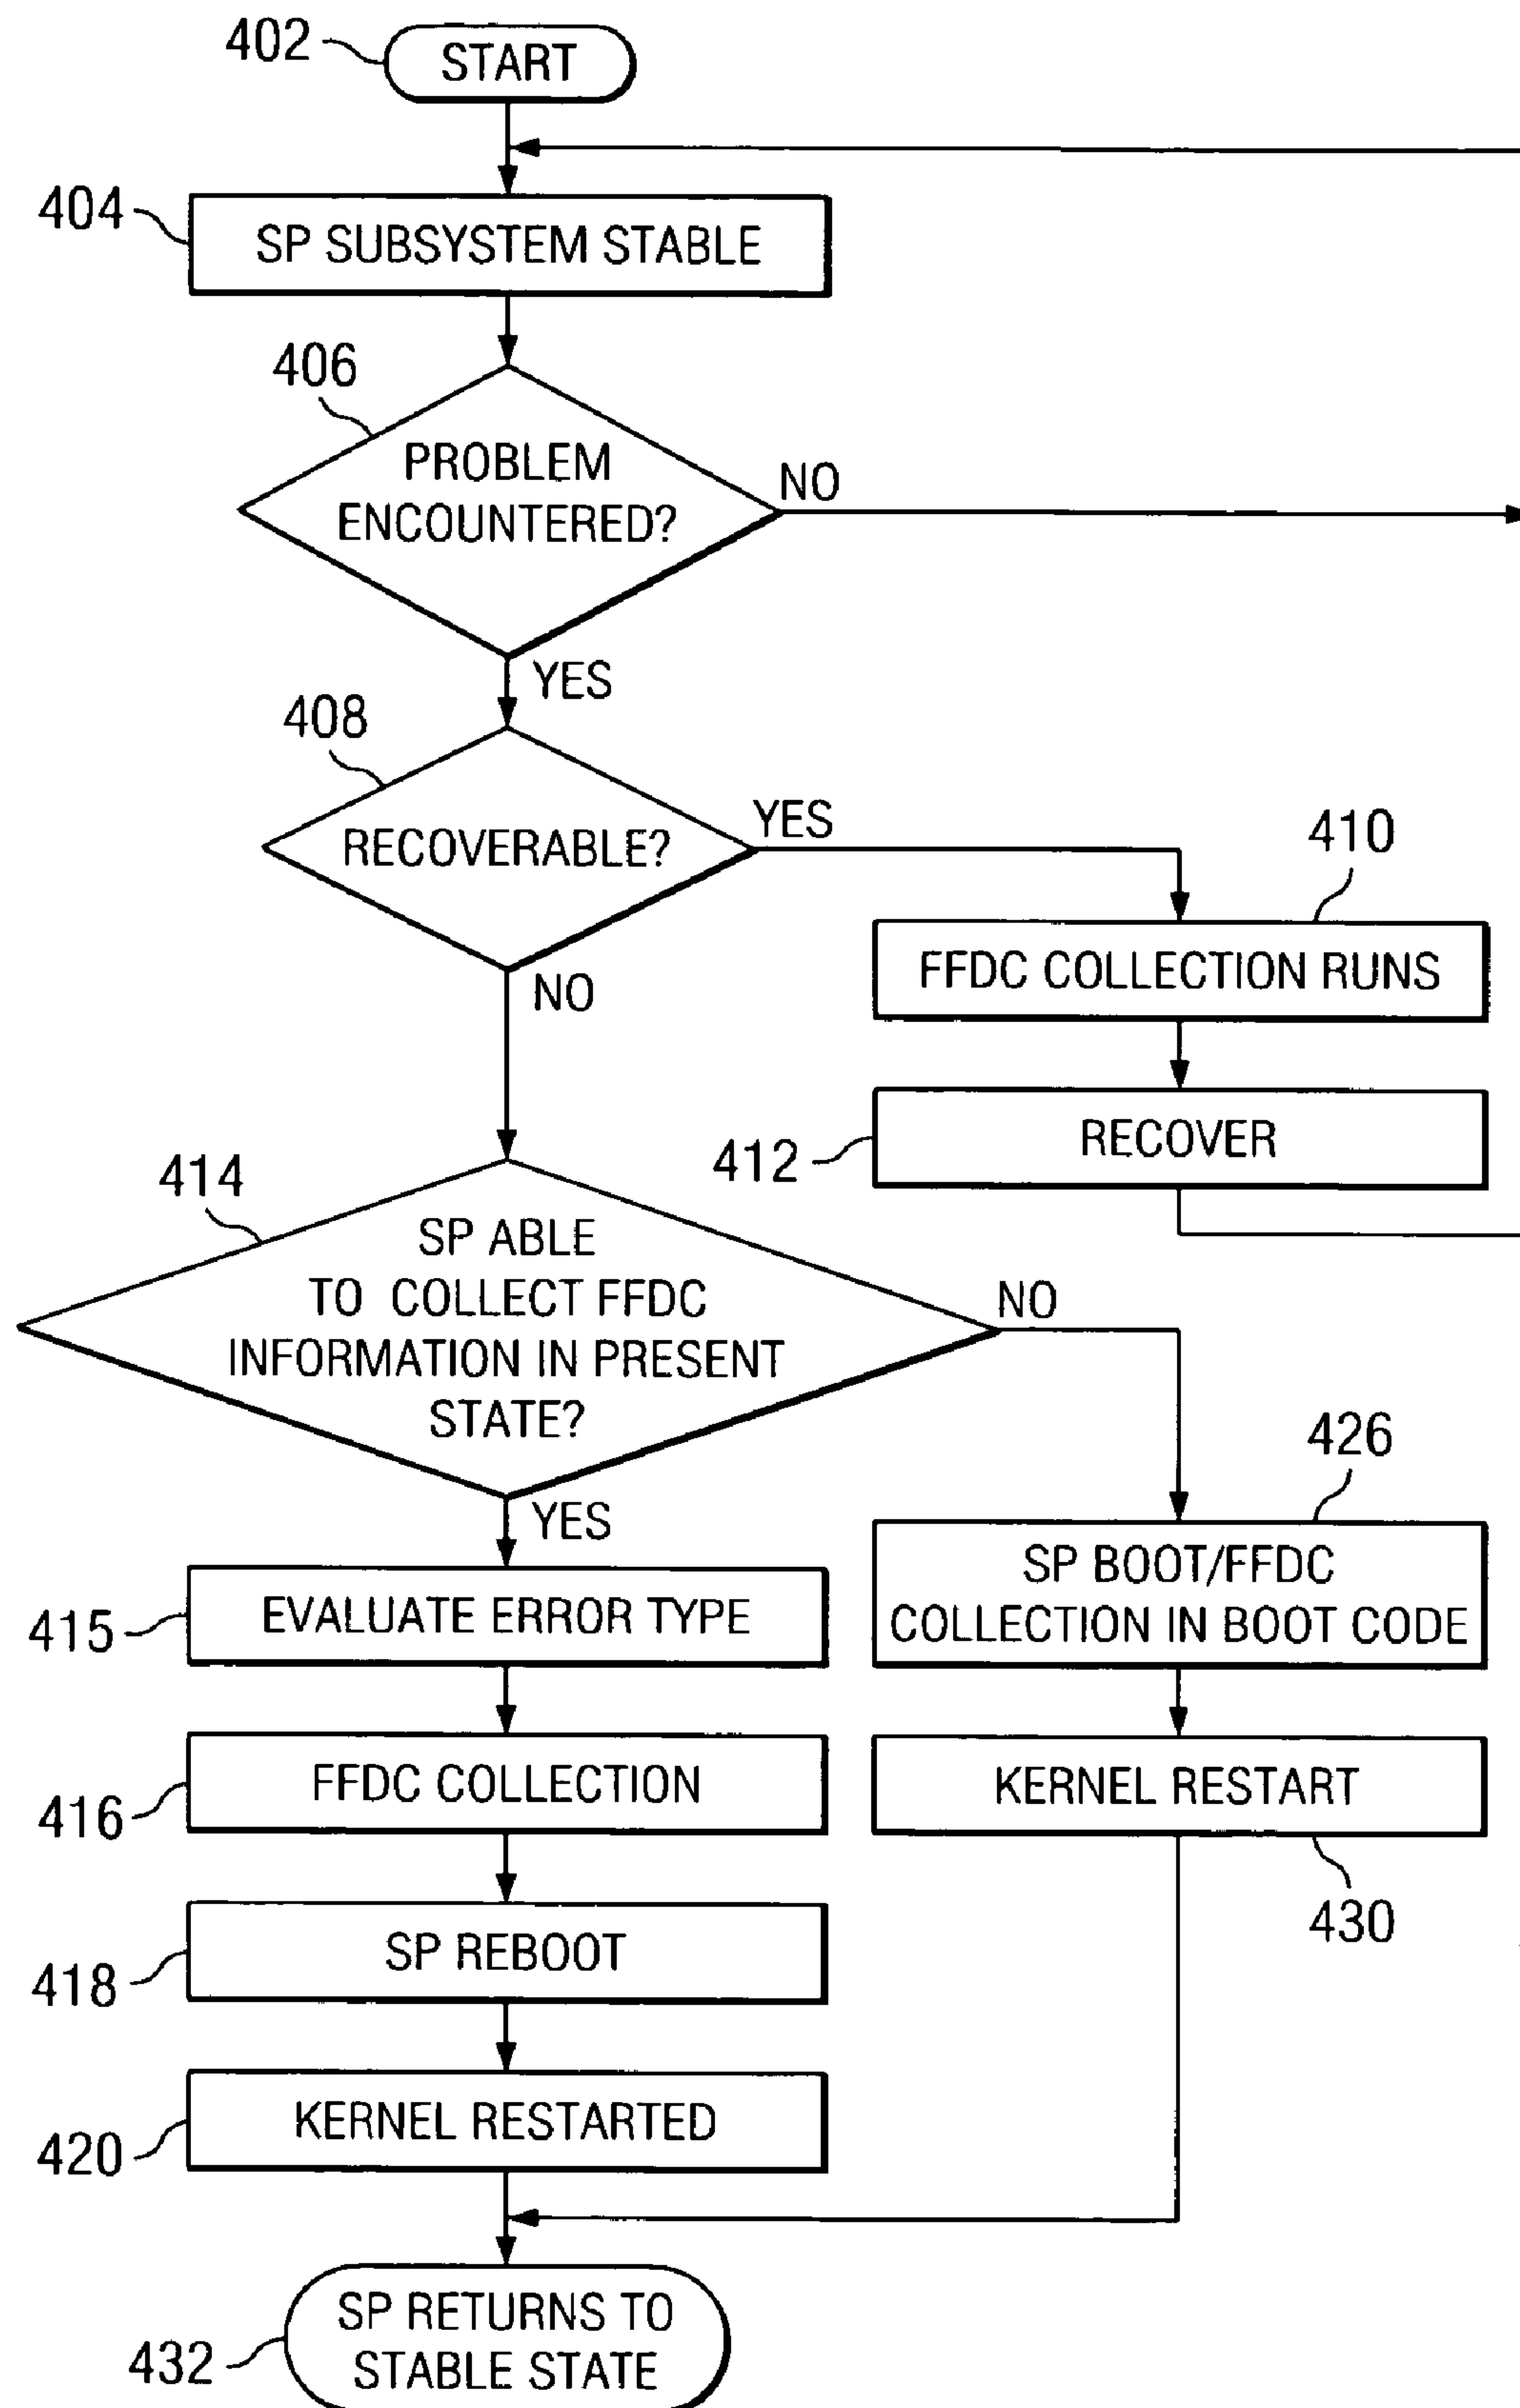 402
START
404
SP SUBSYSTEM STABLE
406
PROBLEM
ENCOUNTERED?
NO
YES
408
RECOVERABLE?
YES
NO
410
FFDC COLLECTION RUNS
412
RECOVER
414
SP ABLE
TO COLLECT FFDC
INFORMATION IN PRESENT
STATE?
NO
YES
426
SP BOOT/FFDC
COLLECTION IN BOOT CODE
415
EVALUATE ERROR TYPE
416
FFDC COLLECTION
KERNEL RESTART
430
418
SP REBOOT
420
KERNEL RESTARTED
432
SP RETURNS TO
STABLE STATE